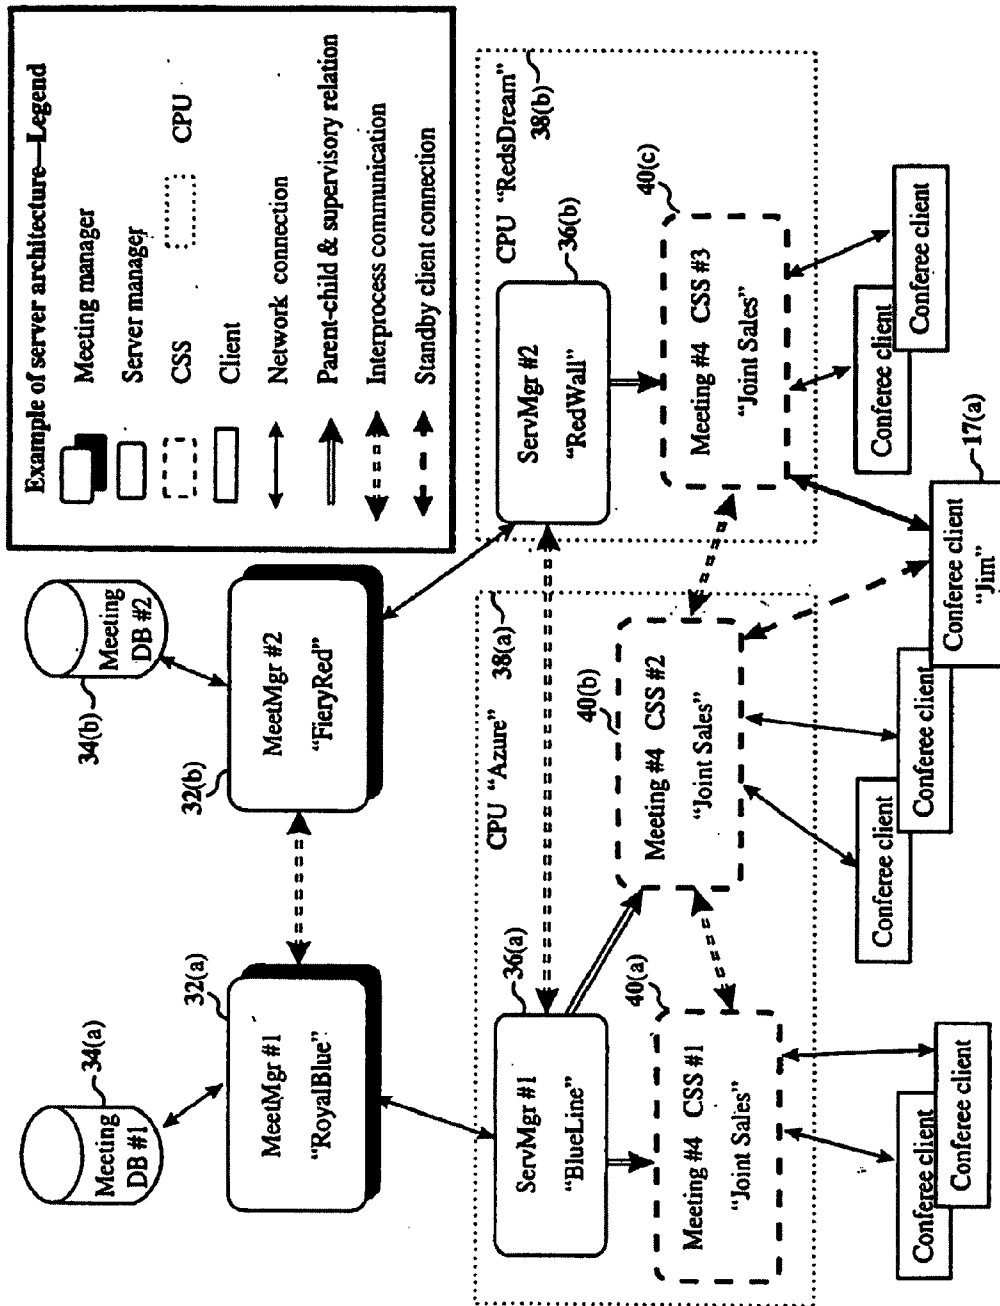 Example of server architecture—Legend
Meeting manager
Server manager
CSS
CPU
Client
Network connection
Parent-child & supervisory relation
Interprocess communication
Standby client connection
34(a)
Meeting
DB #1
34(b)
Meeting
DB #2
32(a)
MeetMgr #1
“RoyalBlue”
32(b)
MeetMgr #2
“FieryRed”
CPU “Azure”
38(a)
CPU “RedsDream”
38(b)
36(a)
ServMgr #1
“BlueLine”
36(b)
ServMgr #2
“RedWall”
40(a)
Meeting #4 CSS #1
“Joint Sales”
40(b)
Meeting #4 CSS #2
“Joint Sales”
40(c)
Meeting #4 CSS #3
“Joint Sales”
Conferee client
Conferee client
Conferee client
Conferee client
Conferee client
“Jim”
17(a)
Conferee client
Conferee client